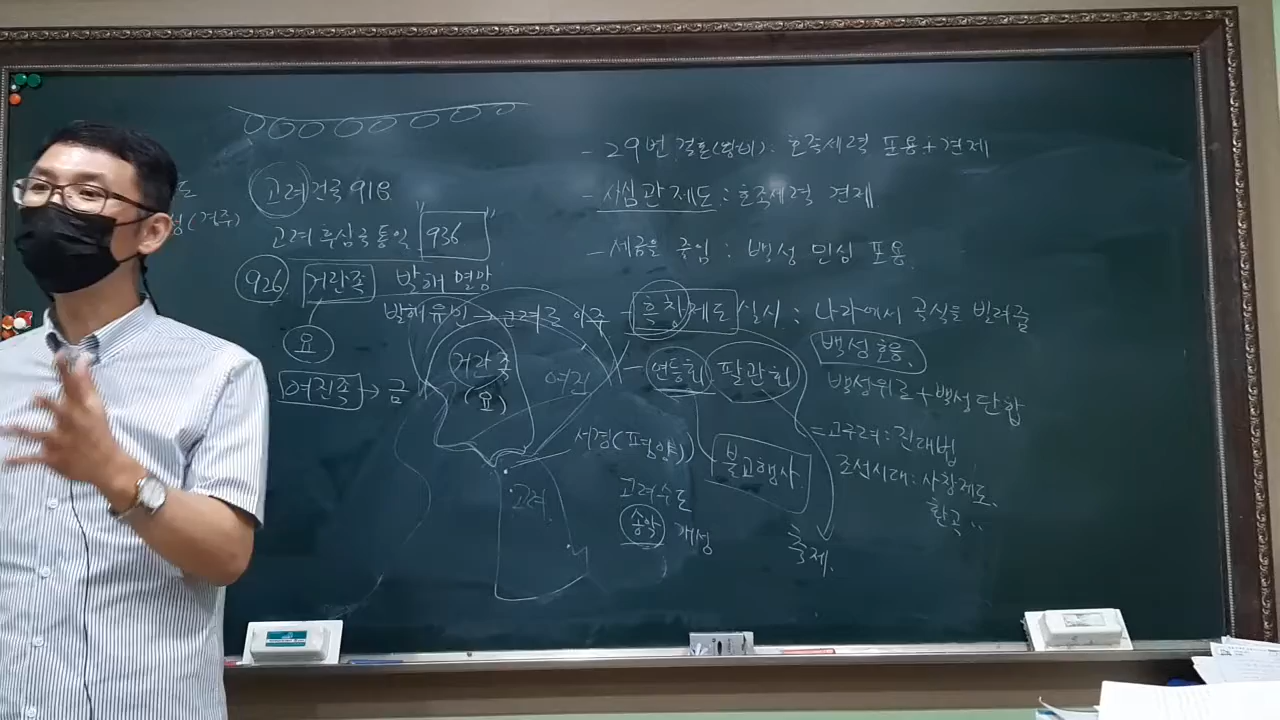 고려 건국 918
고려 후삼국 통일 "936"
926 거란족 발해 멸망
발해유민 → 고려로 이주
요
여진족 → 금
거란족
(요)
여진
서경(평양)
고려
고려수도
송악 개성
- 29번 결혼(왕비): 호족세력 포용+견제
- 사심관제도: 호족세력 견제
- 세금을 줄임: 백성 민심 포용
- 흑창제도 실시: 나라에서 곡식을 빌려줌
백성호응
- 연등회 팔관회
백성위로+백성단합
불교행사
축제
= 고구려: 진대법
조선시대: 사창제도,
환곡..